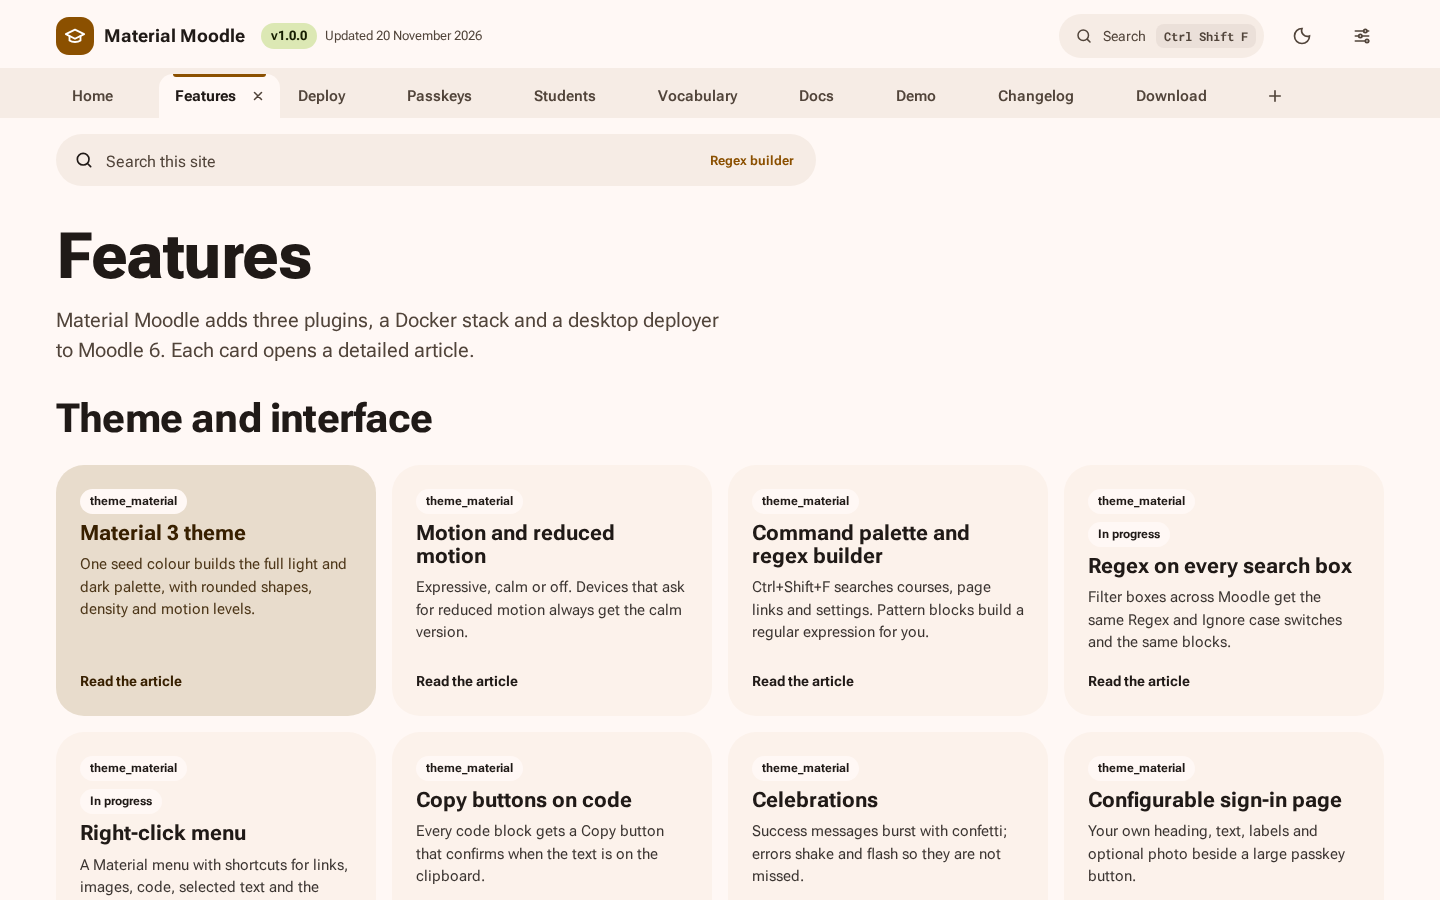 Material Moodle
v1.0.0
Updated 20 November 2026
Search
Ctrl Shift F
Home
Features
Deploy
Passkeys
Students
Vocabulary
Docs
Demo
Changelog
Download
Search this site
Regex builder
Features
Material Moodle adds three plugins, a Docker stack and a desktop deployer
to Moodle 6. Each card opens a detailed article.
Theme and interface
theme_material
Material 3 theme
One seed colour builds the full light and
dark palette, with rounded shapes,
density and motion levels.
Read the article
theme_material
Motion and reduced
motion
Expressive, calm or off. Devices that ask
for reduced motion always get the calm
version.
Read the article
theme_material
Command palette and
regex builder
Ctrl+Shift+F searches courses, page
links and settings. Pattern blocks build a
regular expression for you.
Read the article
theme_material
In progress
Regex on every search box
Filter boxes across Moodle get the
same Regex and Ignore case switches
and the same blocks.
Read the article
theme_material
In progress
Right-click menu
A Material menu with shortcuts for links,
images, code, selected text and the
theme_material
Copy buttons on code
Every code block gets a Copy button
that confirms when the text is on the
clipboard.
theme_material
Celebrations
Success messages burst with confetti;
errors shake and flash so they are not
missed.
theme_material
Configurable sign-in page
Your own heading, text, labels and
optional photo beside a large passkey
button.